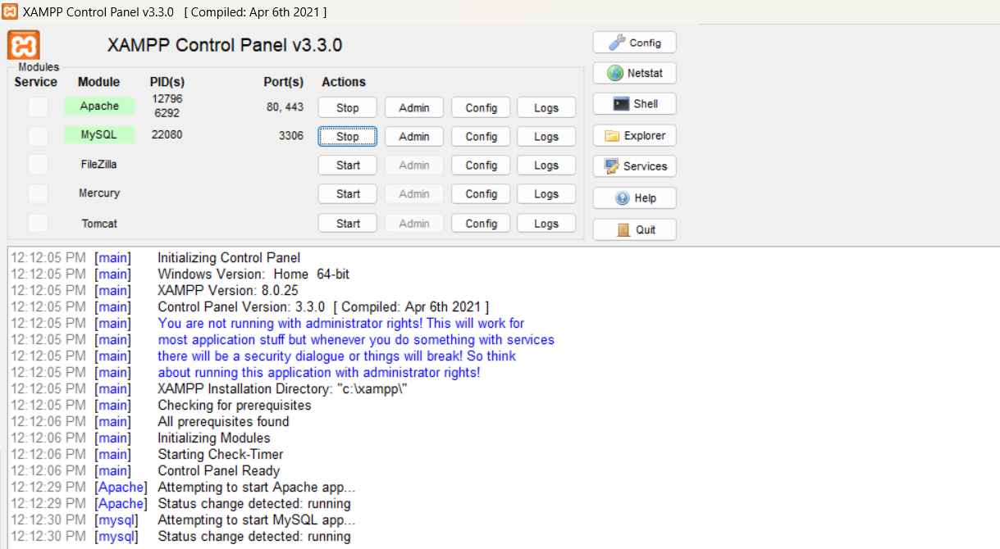 XAMPP Control Panel v3.3.0 [ Compiled: Apr 6th 2021 ]
XAMPP Control Panel v3.3.0
Config
Modules
Service Module PID(s) Port(s) Actions
Netstat
Apache 12796 6292 80, 443 Stop Admin Config Logs
Shell
MySQL 22080 3306 Stop Admin Config Logs
Explorer
FileZilla Start Admin Config Logs
Services
Mercury Start Admin Config Logs
Help
Tomcat Start Admin Config Logs
Quit
12:12:05 PM [main] Initializing Control Panel
12:12:05 PM [main] Windows Version: Home 64-bit
12:12:05 PM [main] XAMPP Version: 8.0.25
12:12:05 PM [main] Control Panel Version: 3.3.0 [ Compiled: Apr 6th 2021 ]
12:12:05 PM [main] You are not running with administrator rights! This will work for
12:12:05 PM [main] most application stuff but whenever you do something with services
12:12:05 PM [main] there will be a security dialogue or things will break! So think
12:12:05 PM [main] about running this application with administrator rights!
12:12:05 PM [main] XAMPP Installation Directory: "c:\xampp\"
12:12:05 PM [main] Checking for prerequisites
12:12:06 PM [main] All prerequisites found
12:12:06 PM [main] Initializing Modules
12:12:06 PM [main] Starting Check-Timer
12:12:06 PM [main] Control Panel Ready
12:12:29 PM [Apache] Attempting to start Apache app...
12:12:29 PM [Apache] Status change detected: running
12:12:30 PM [mysql] Attempting to start MySQL app...
12:12:30 PM [mysql] Status change detected: running